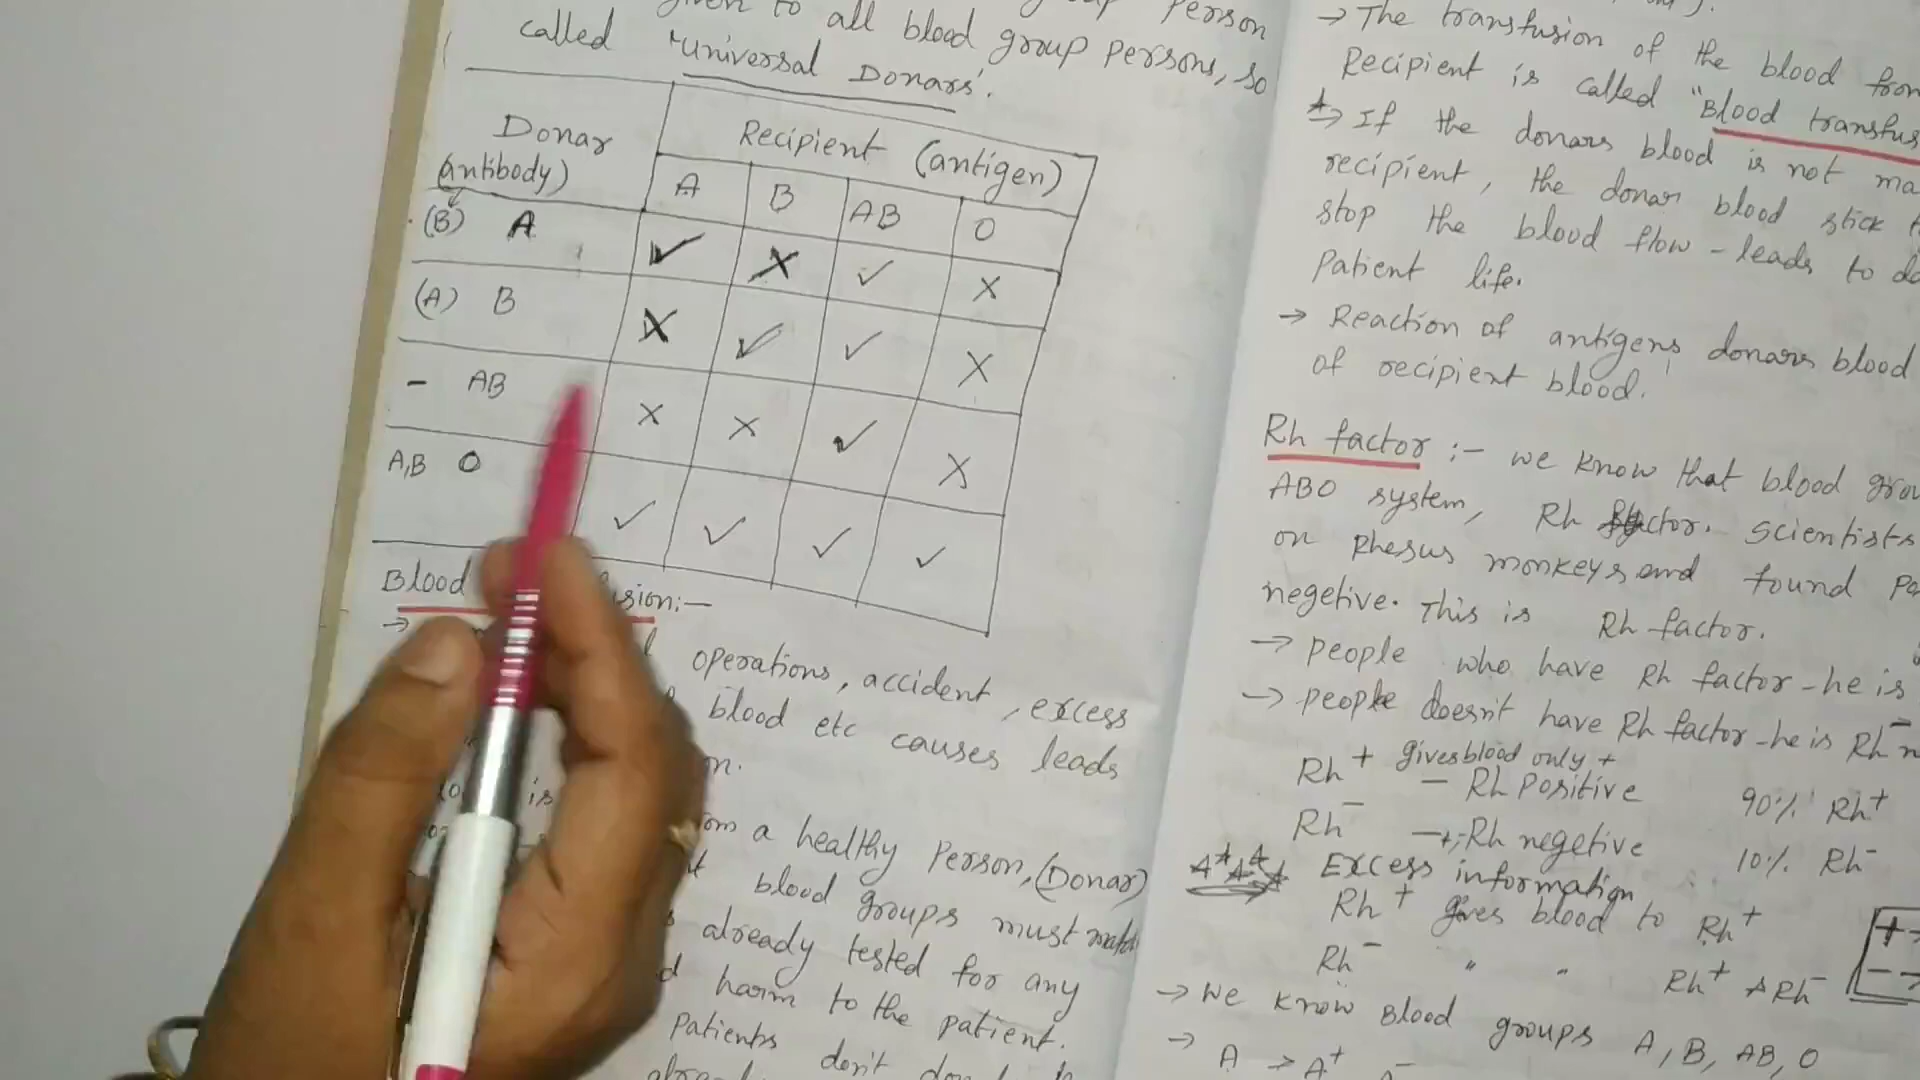 given to all blood group persons, so
called "Universal Donars'.
Donar
(antibody)
Recipient (antigen)
A B AB O
(B) A ✓ X ✓ X
(A) B X ✓ ✓ X
- AB X X ✓ X
A,B O ✓ ✓ ✓ ✓
Blood
operations, accident, excess
blood etc causes leads
is
a healthy Person, (Donar)
blood groups must match
already tested for any
harm to the patient.
patients don't
→ The transfusion of the blood from
Recipient is called "Blood
→ If the donars blood is not
recipient, the donar blood stick
stop the blood flow - leads to
patient life.
→ Reaction of antigens donars blood
of recipient blood.
Rh factor :- we know that blood
ABO system, Rh factor. scientists
on Rhesus monkeys and found
negetive. This is Rh factor.
→ people who have Rh factor - he is
→ people doesn't have Rh factor - he is Rh⁻
Rh⁺ gives blood only +
- Rh Positive 90% Rh⁺
Rh⁻ -+; Rh negetive 10% Rh⁻
Excess information
Rh⁺ gives blood to Rh⁺
Rh⁻ " " Rh⁺ + Rh⁻
→ we know Blood groups A, B, AB, O
→ A → A⁺